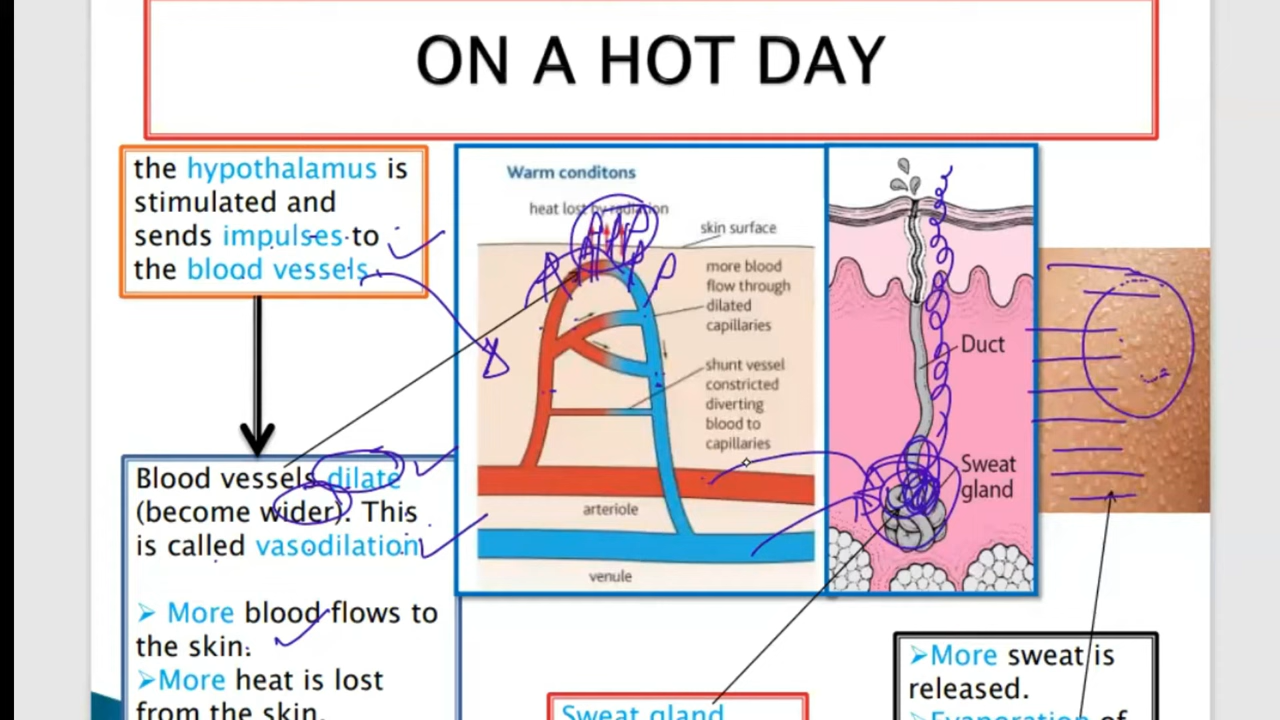 ON A HOT DAY
the hypothalamus is
stimulated and
sends impulses to
the blood vessels.
Blood vessels dilate
(become wider). This
is called vasodilation.
➢ More blood flows to
the skin.
➢More heat is lost
from the skin.
Warm conditons
heat lost by radiation
skin surface
more blood
flow through
dilated
capillaries
shunt vessel
constricted
diverting
blood to
capillaries
arteriole
venule
Duct
Sweat
gland
Sweat gland
➢More sweat is
released.
➢Evaporation of